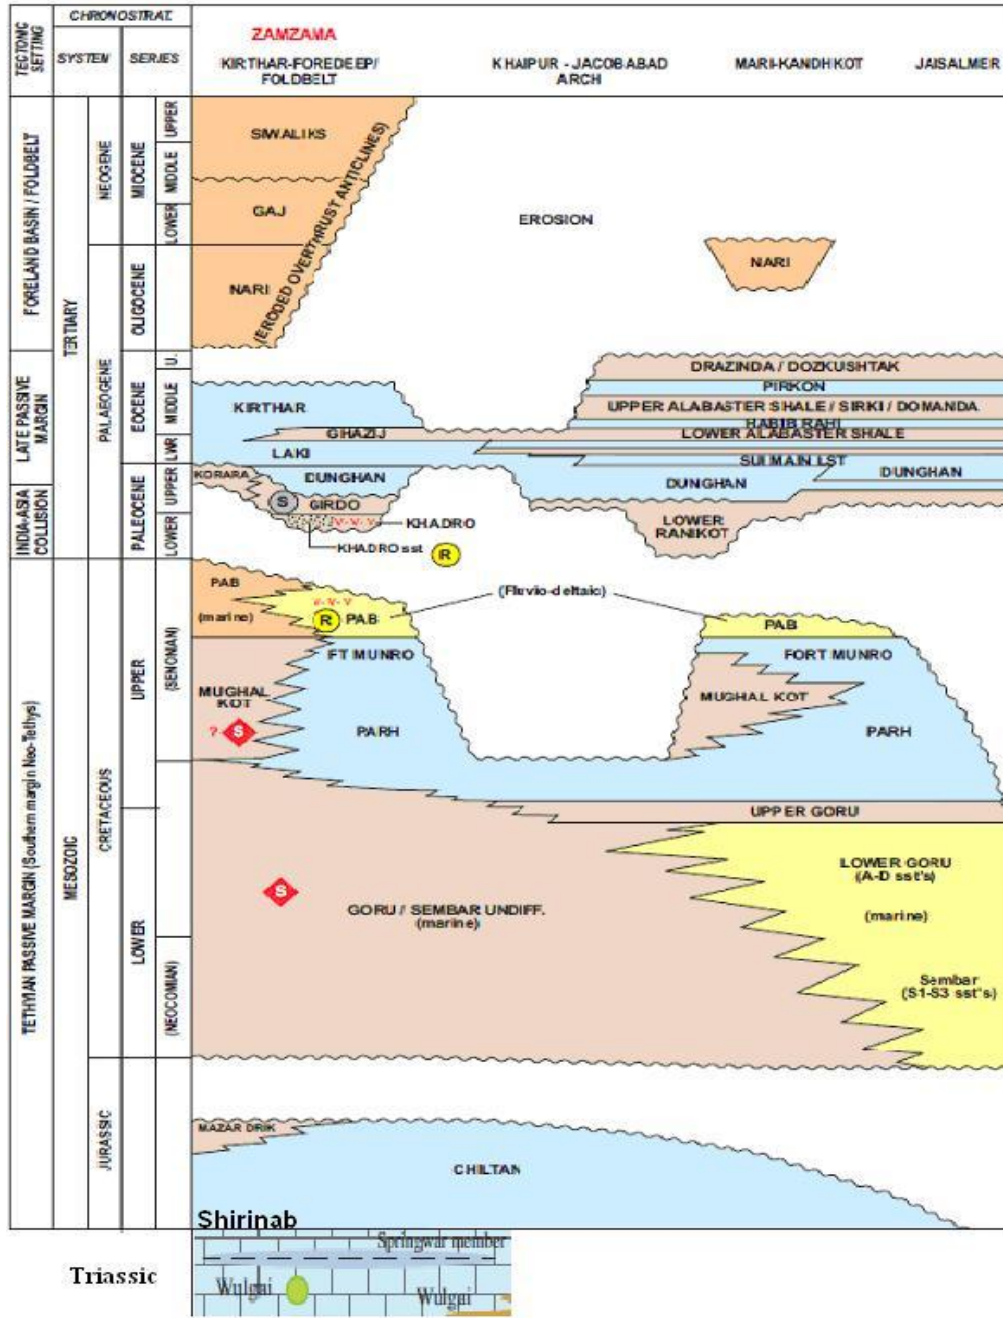 TECTONIC SETTING
CHRONOSTRAT.
SYSTEM
SERIES
ZAMZAMA
KIRTHAR-FOREDEEP/
FOLDBELT
KHAIPUR - JACOBABAD
ARCH
MARII-KANDHKOT
JAISALMER
FORELAND BASIN / FOLDBELT
LATE PASSIVE MARGIN
INDIA-ASIA COLLISION
TETHYIAN PASSIVE MARGIN (Southern margin Neo-Tethys)
TERTIARY
MESOZOIC
NEOGENE
PALAEOGENE
CRETACEOUS
JURASSIC
MIOCENE
OLIGOCENE
EOCENE
PALEOCENE
UPPER
LOWER
UPPER
MIDDLE
LOWER
U.
MIDDLE
LWR
UPPER
LOWER
(SENONIAN)
(NEOCOMIAN)
SIWALIKS
GAJ
NARI
(ERODED OVERTHRUST ANTICLINES)
EROSION
NARI
DRAZINDA / DOZKUSHTAK
PIRKON
UPPER ALABASTER SHALE / SIRIKI / DOMANDA
HABIB RAHI
LOWER ALABASTER SHALE
SUI MAIN LST
DUNGHAN
DUNGHAN
LOWER
RANIKOT
KIRTHAR
GHAZIJ
LAKI
KORARA
DUNGHAN
S
GIRDO
V-V-V
KHADRO
KHADRO sst
R
PAB
(marine)
V-V-V
R
PAB
(Fluvio-deltaic)
PAB
FT MUNRO
FORT MUNRO
MUGHAL
KOT
? S
PARH
MUGHAL KOT
PARH
UPPER GORU
LOWER GORU
(A-D sst's)
(marine)
S
GORU / SEMBAR UNDIFF.
(marine)
Sembar
(S1-S3 sst's)
MAZAR DRIK
CHILTAN
Shirinab
Springwar member
Triassic
Wulgai
Wulgai